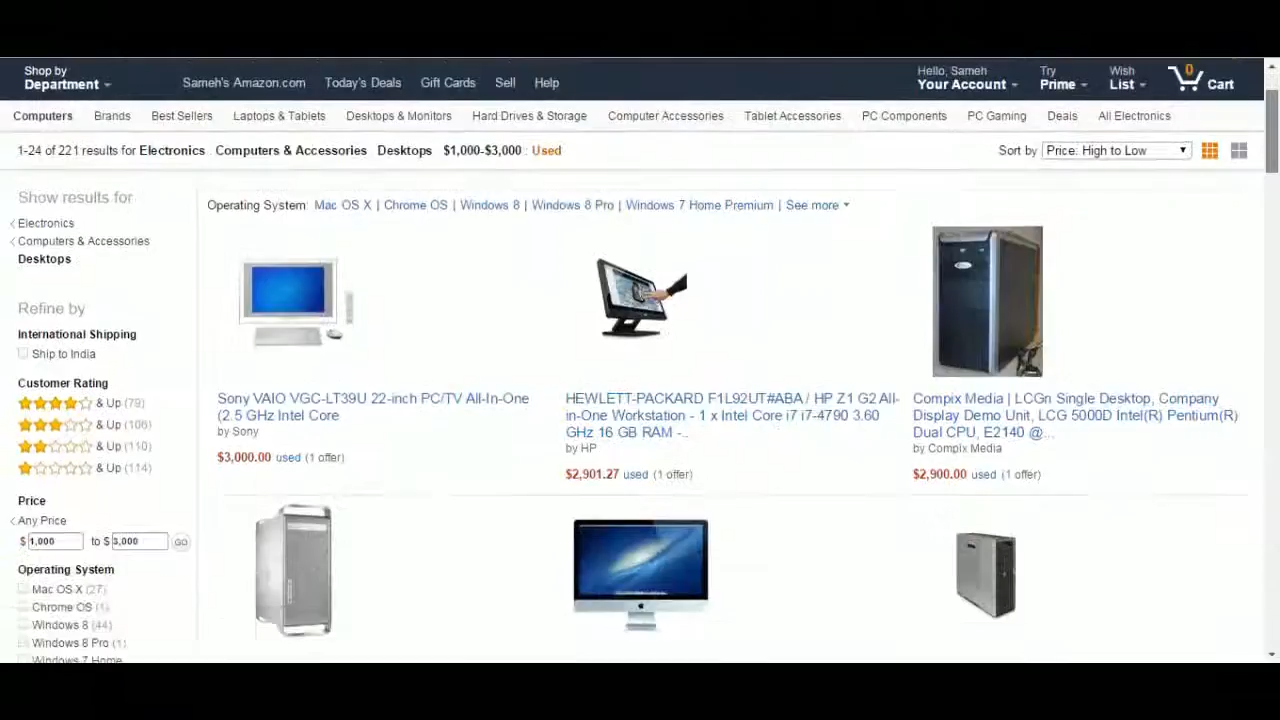 Shop by
Department
Sameh's Amazon.com Today's Deals Gift Cards Sell Help
Hello, Sameh
Your Account
Try
Prime
Wish
List
0
Cart
Computers Brands Best Sellers Laptops & Tablets Desktops & Monitors Hard Drives & Storage Computer Accessories Tablet Accessories PC Components PC Gaming Deals All Electronics
1-24 of 221 results for Electronics Computers & Accessories Desktops $1,000-$3,000 : Used
Sort by Price: High to Low
Show results for
Electronics
Computers & Accessories
Desktops
Refine by
International Shipping
Ship to India
Customer Rating
& Up (79)
& Up (106)
& Up (110)
& Up (114)
Price
Any Price
$ 1,000 to $ 3,000 GO
Operating System
Mac OS X (27)
Chrome OS (1)
Windows 8 (44)
Windows 8 Pro (1)
Windows 7 Home
Operating System: Mac OS X | Chrome OS | Windows 8 | Windows 8 Pro | Windows 7 Home Premium | See more
Sony VAIO VGC-LT39U 22-inch PC/TV All-In-One
(2.5 GHz Intel Core
by Sony
$3,000.00 used (1 offer)
HEWLETT-PACKARD F1L92UT#ABA / HP Z1 G2 All-
in-One Workstation - 1 x Intel Core i7 i7-4790 3.60
GHz 16 GB RAM -..
by HP
$2,901.27 used (1 offer)
Compix Media | LCGn Single Desktop, Company
Display Demo Unit, LCG 5000D Intel(R) Pentium(R)
Dual CPU, E2140 @...
by Compix Media
$2,900.00 used (1 offer)